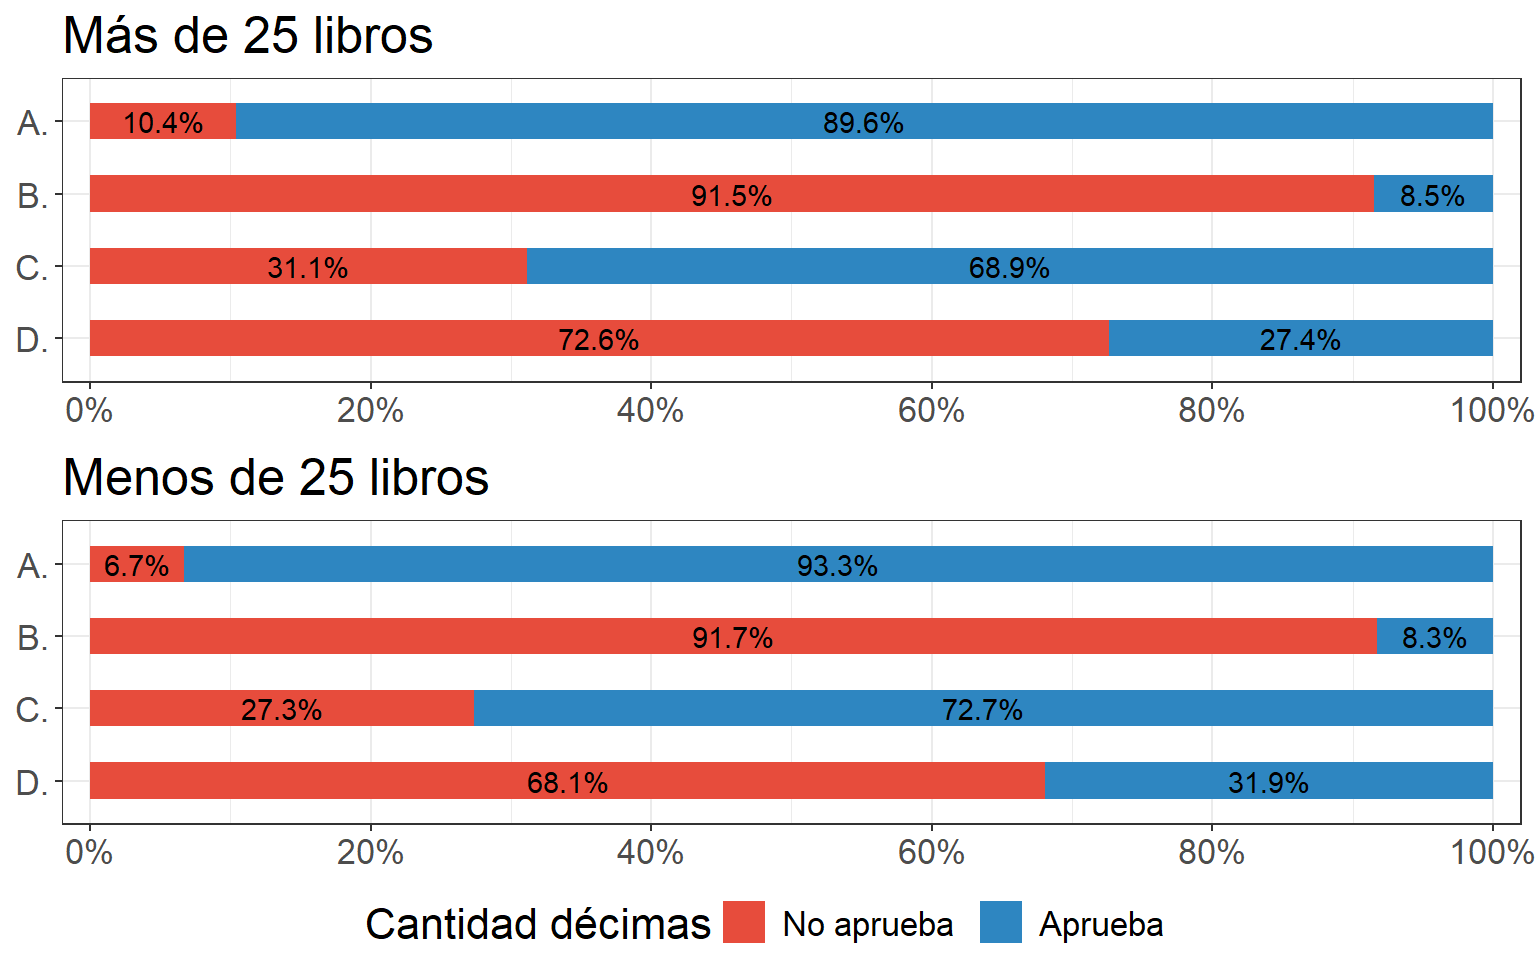 Más de 25 libros
A. 10.4% 89.6%
B. 91.5% 8.5%
C. 31.1% 68.9%
D. 72.6% 27.4%
0% 20% 40% 60% 80% 100%
Menos de 25 libros
A. 6.7% 93.3%
B. 91.7% 8.3%
C. 27.3% 72.7%
D. 68.1% 31.9%
0% 20% 40% 60% 80% 100%
Cantidad décimas No aprueba Aprueba